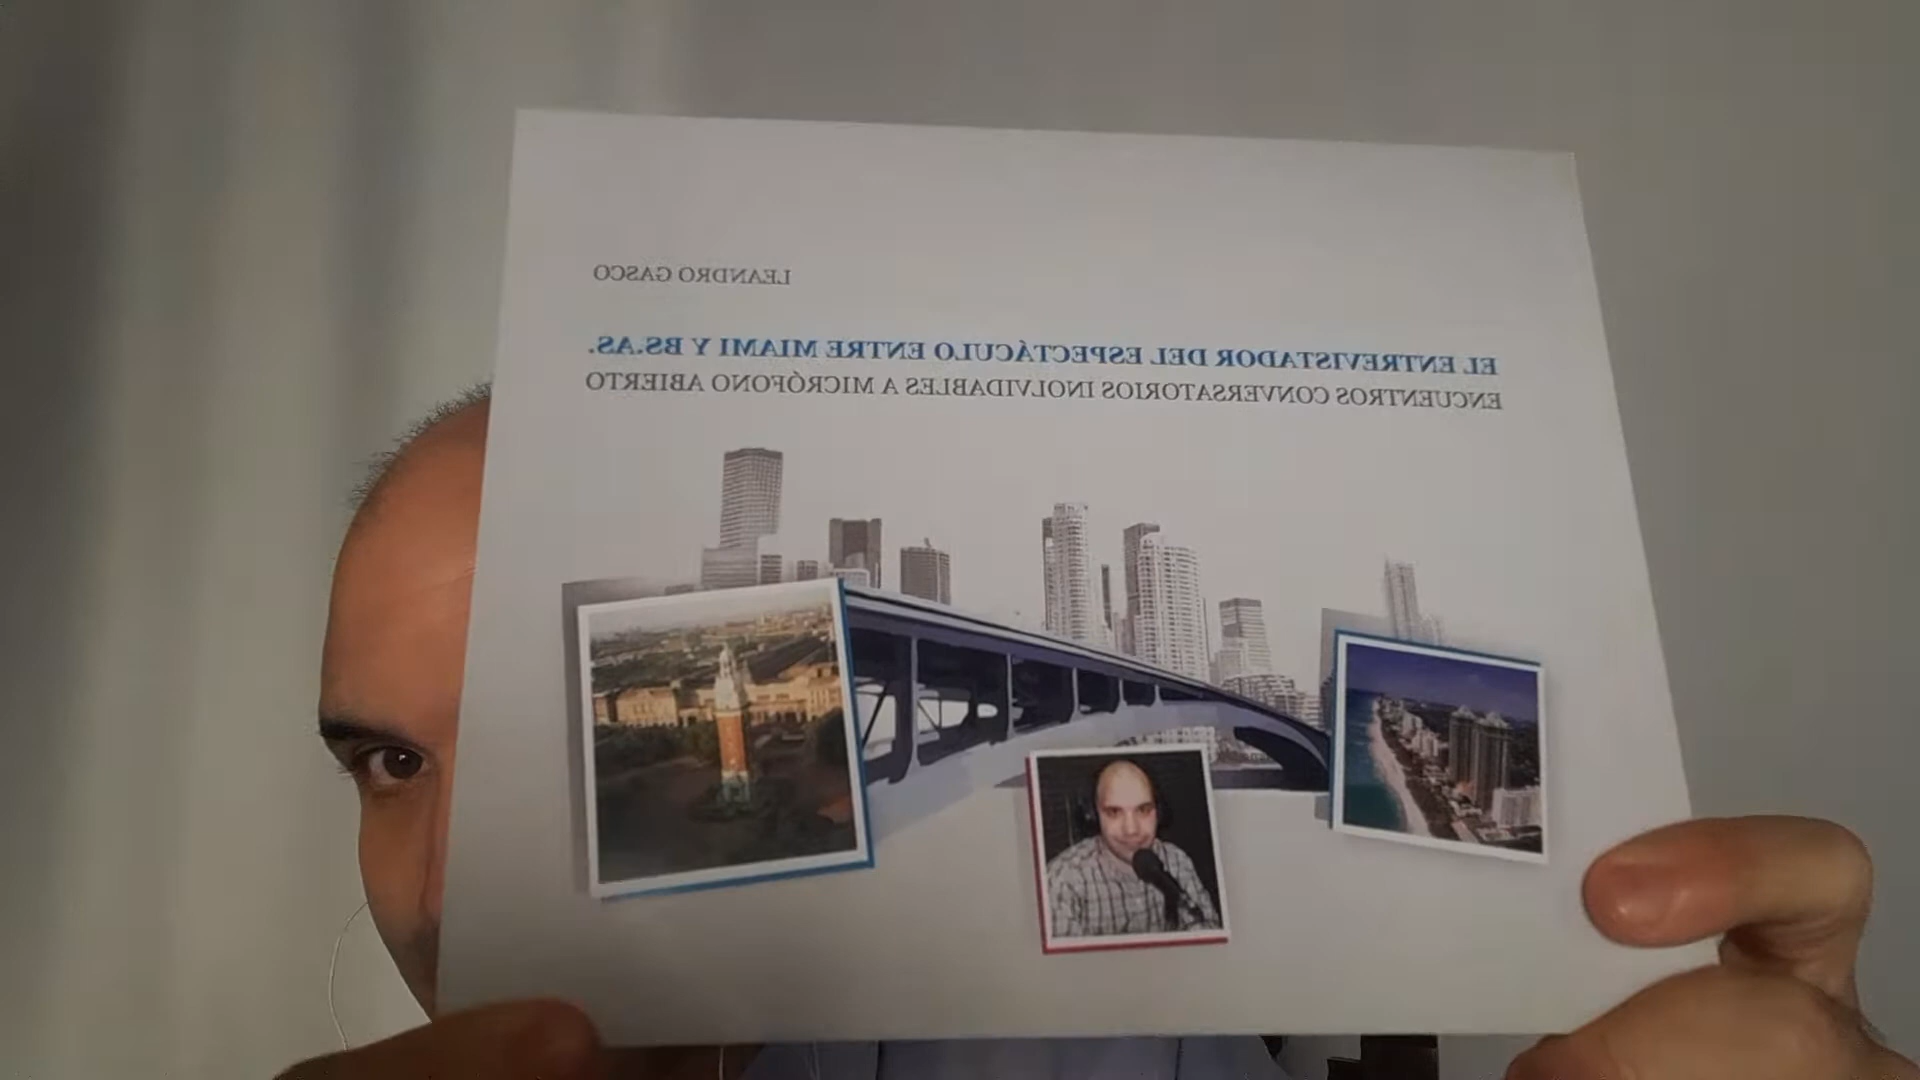 LEANDRO GASCO
EL ENTREVISTADOR DEL ESPECTÁCULO ENTRE MIAMI Y BS.AS.
ENCUENTROS CONVERSATORIOS INOLVIDABLES A MICRÓFONO ABIERTO